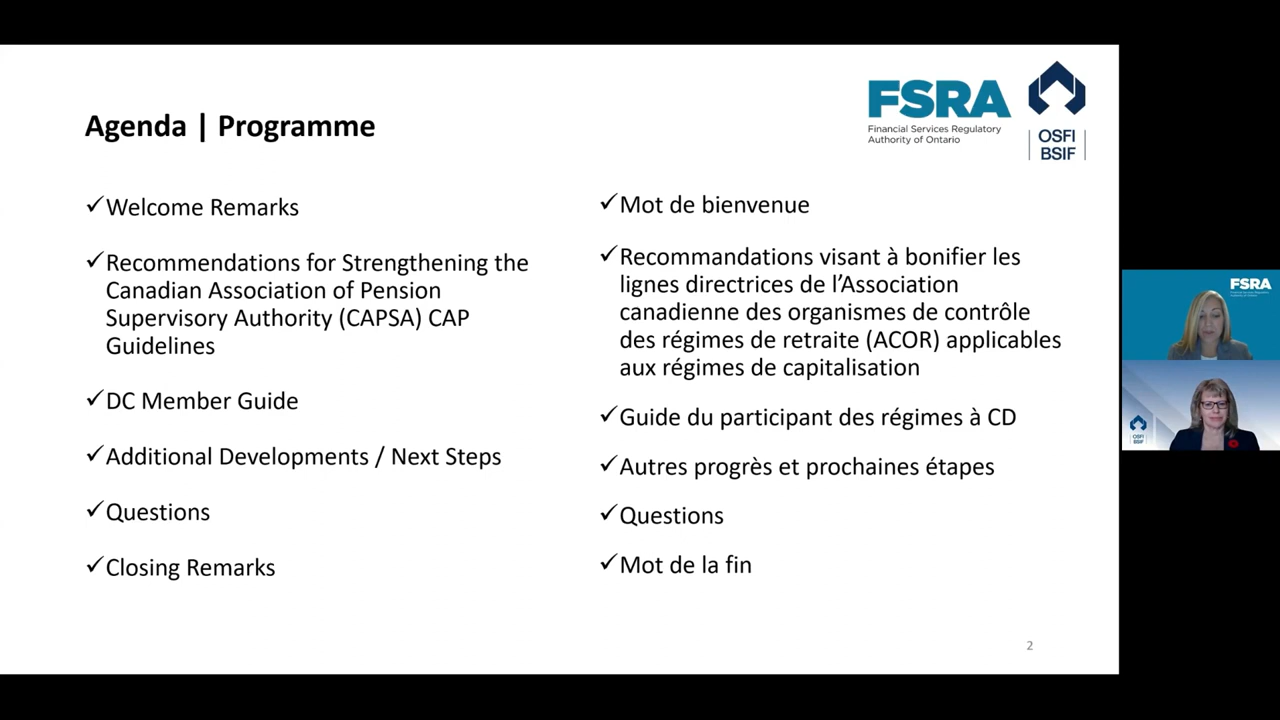 Agenda | Programme
FSRA
Financial Services Regulatory
Authority of Ontario
OSFI
BSIF
✓Welcome Remarks
✓Recommendations for Strengthening the
Canadian Association of Pension
Supervisory Authority (CAPSA) CAP
Guidelines
✓DC Member Guide
✓Additional Developments / Next Steps
✓Questions
✓Closing Remarks
✓Mot de bienvenue
✓Recommandations visant à bonifier les
lignes directrices de l’Association
canadienne des organismes de contrôle
des régimes de retraite (ACOR) applicables
aux régimes de capitalisation
✓Guide du participant des régimes à CD
✓Autres progrès et prochaines étapes
✓Questions
✓Mot de la fin
2
FSRA
OSFI
BSIF